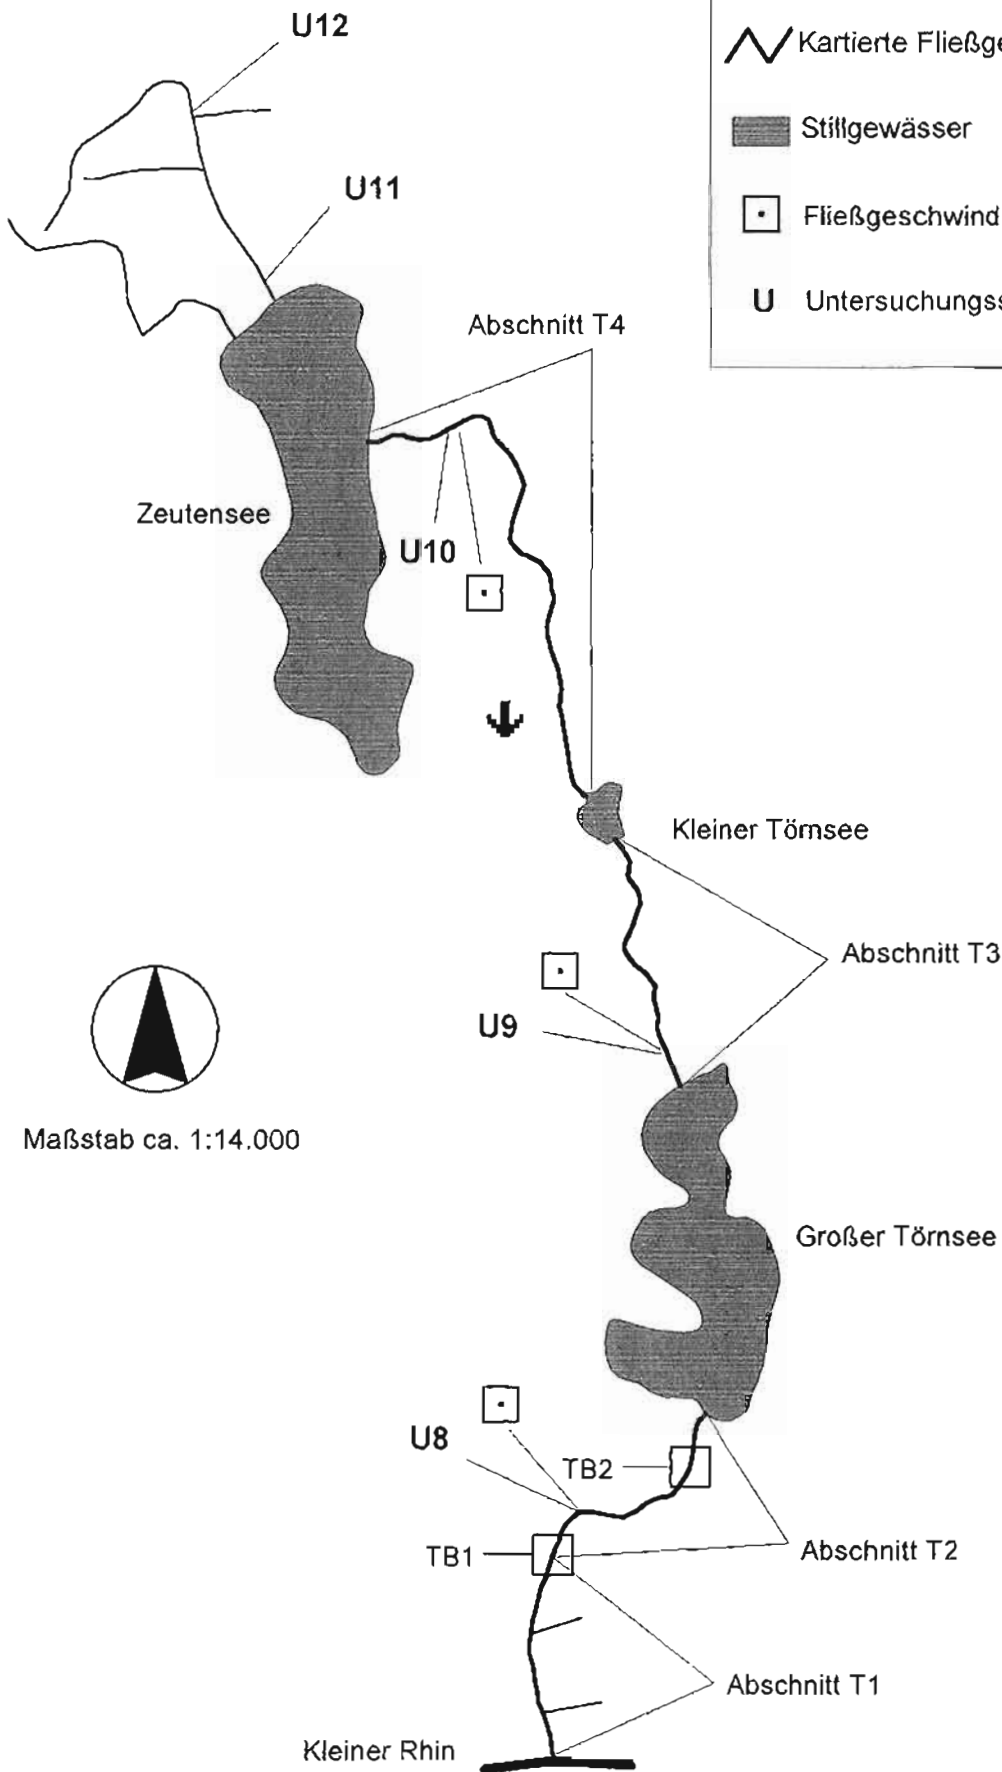 U12
Kartierte Fließge
Stillgewässer
U11
Fließgeschwind
U Untersuchungss
Abschnitt T4
Zeutensee
U10
Kleiner Törnsee
Abschnitt T3
U9
Maßstab ca. 1:14.000
Großer Törnsee
U8
TB2
TB1
Abschnitt T2
Abschnitt T1
Kleiner Rhin